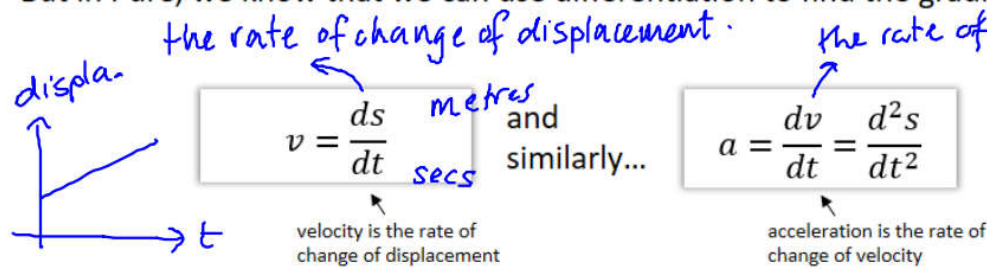 the rate of change of displacement.
the rate of
displa.
metres
v = ds/dt
secs
and
similarly...
a = dv/dt = d²s/dt²
t
velocity is the rate of
change of displacement
acceleration is the rate of
change of velocity